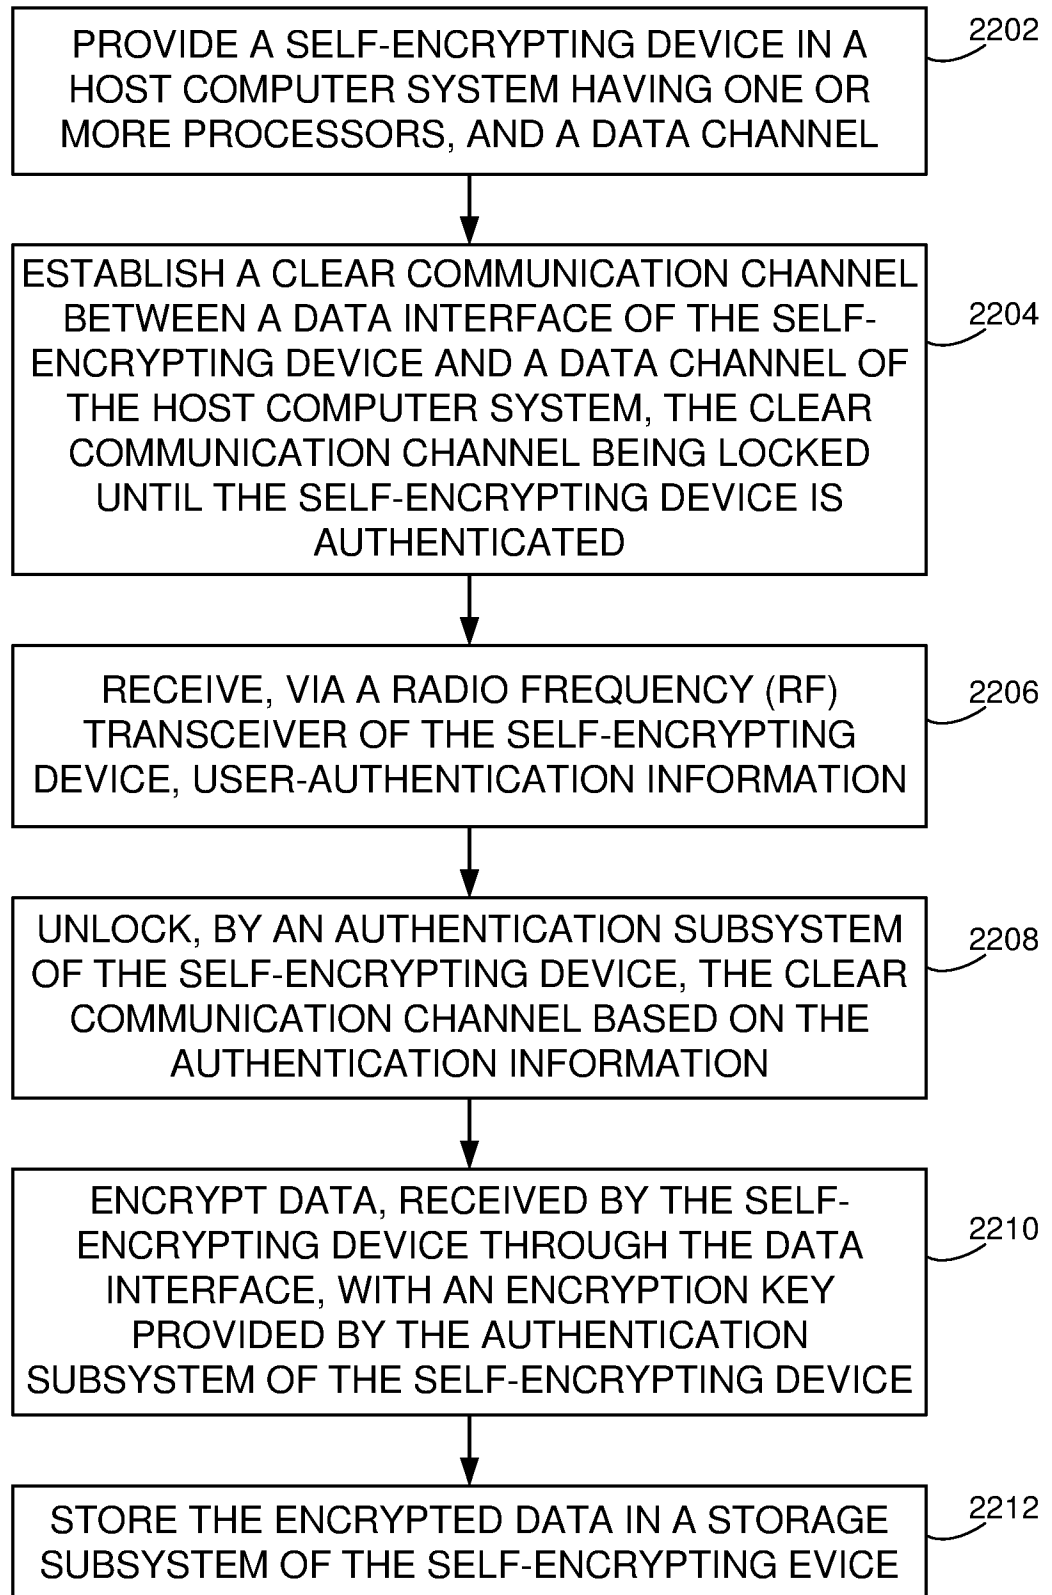 PROVIDE A SELF-ENCRYPTING DEVICE IN A
HOST COMPUTER SYSTEM HAVING ONE OR
MORE PROCESSORS, AND A DATA CHANNEL
2202
ESTABLISH A CLEAR COMMUNICATION CHANNEL
BETWEEN A DATA INTERFACE OF THE SELF-
ENCRYPTING DEVICE AND A DATA CHANNEL OF
THE HOST COMPUTER SYSTEM, THE CLEAR
COMMUNICATION CHANNEL BEING LOCKED
UNTIL THE SELF-ENCRYPTING DEVICE IS
AUTHENTICATED
2204
RECEIVE, VIA A RADIO FREQUENCY (RF)
TRANSCEIVER OF THE SELF-ENCRYPTING
DEVICE, USER-AUTHENTICATION INFORMATION
2206
UNLOCK, BY AN AUTHENTICATION SUBSYSTEM
OF THE SELF-ENCRYPTING DEVICE, THE CLEAR
COMMUNICATION CHANNEL BASED ON THE
AUTHENTICATION INFORMATION
2208
ENCRYPT DATA, RECEIVED BY THE SELF-
ENCRYPTING DEVICE THROUGH THE DATA
INTERFACE, WITH AN ENCRYPTION KEY
PROVIDED BY THE AUTHENTICATION
SUBSYSTEM OF THE SELF-ENCRYPTING DEVICE
2210
STORE THE ENCRYPTED DATA IN A STORAGE
SUBSYSTEM OF THE SELF-ENCRYPTING EVICE
2212